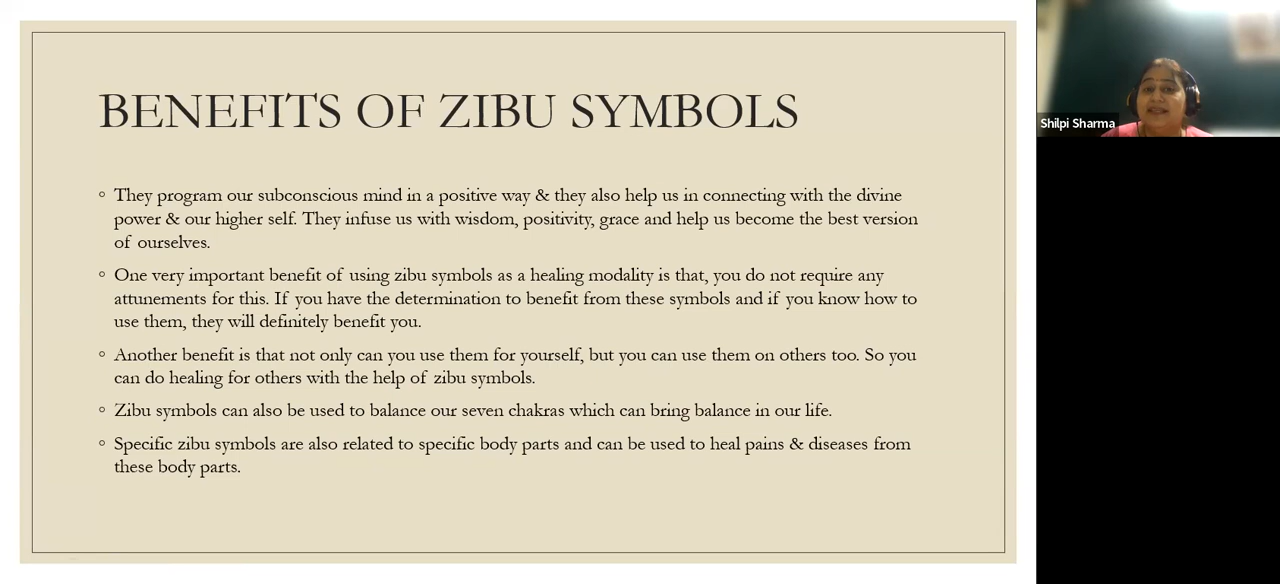 BENEFITS OF ZIBU SYMBOLS
◦ They program our subconscious mind in a positive way & they also help us in connecting with the divine
power & our higher self. They infuse us with wisdom, positivity, grace and help us become the best version
of ourselves.
◦ One very important benefit of using zibu symbols as a healing modality is that, you do not require any
attunements for this. If you have the determination to benefit from these symbols and if you know how to
use them, they will definitely benefit you.
◦ Another benefit is that not only can you use them for yourself, but you can use them on others too. So you
can do healing for others with the help of zibu symbols.
◦ Zibu symbols can also be used to balance our seven chakras which can bring balance in our life.
◦ Specific zibu symbols are also related to specific body parts and can be used to heal pains & diseases from
these body parts.
Shilpi Sharma